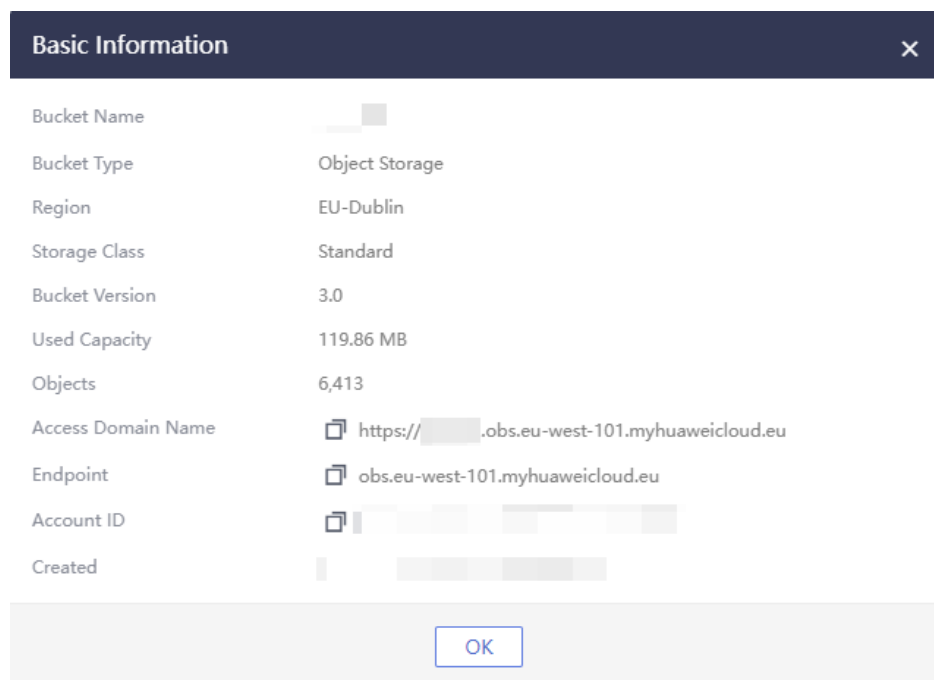 Basic Information
Bucket Name
Bucket Type Object Storage
Region EU-Dublin
Storage Class Standard
Bucket Version 3.0
Used Capacity 119.86 MB
Objects 6,413
Access Domain Name https:// .obs.eu-west-101.myhuaweicloud.eu
Endpoint obs.eu-west-101.myhuaweicloud.eu
Account ID
Created
OK